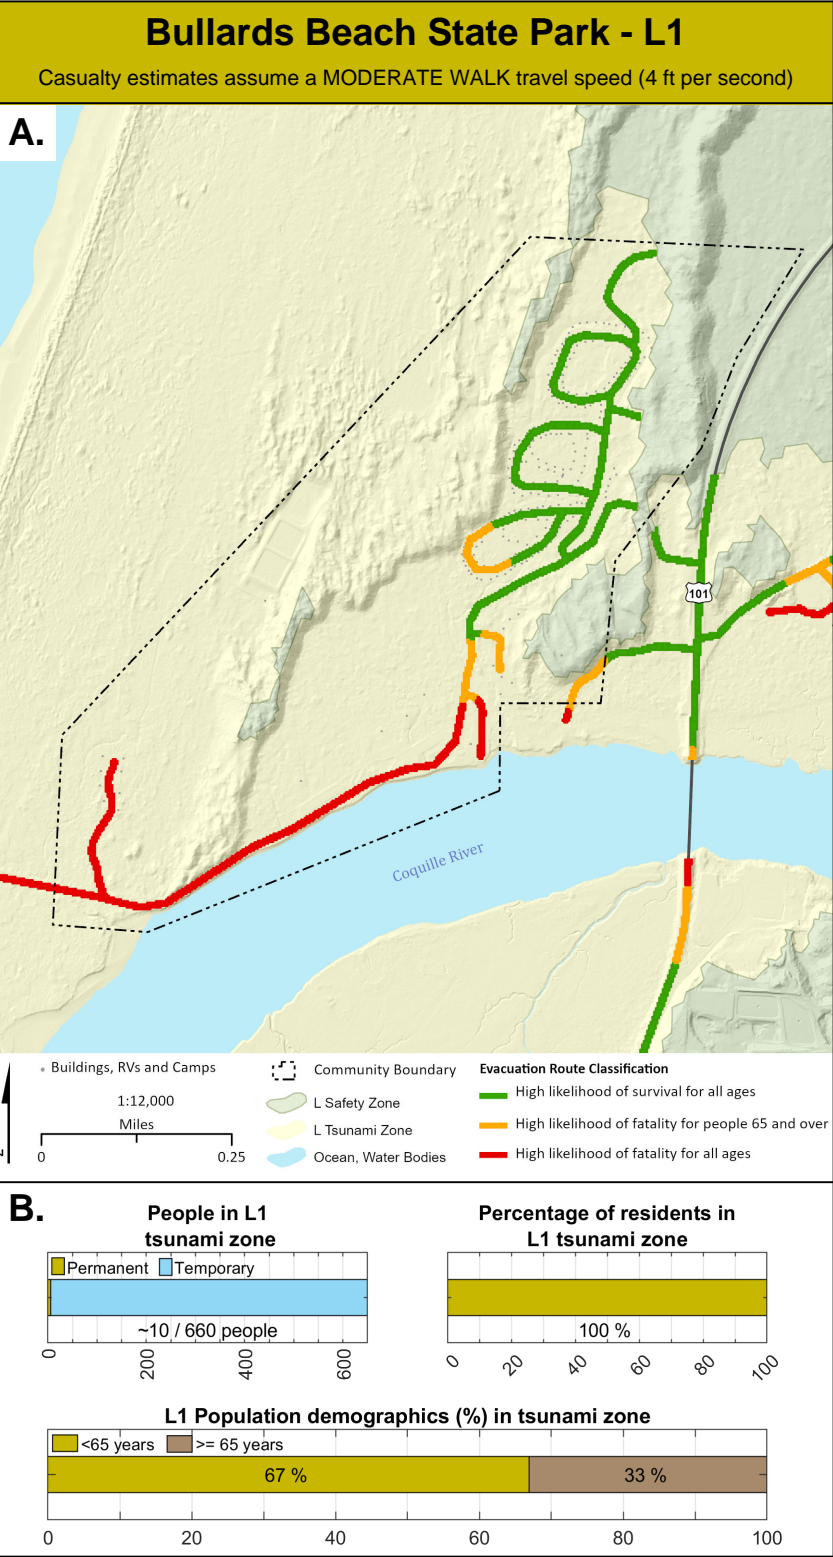 Bullards Beach State Park - L1
Casualty estimates assume a MODERATE WALK travel speed (4 ft per second)
A.
101
Coquille River
Buildings, RVs and Camps
1:12,000
Miles
0 0.25
Community Boundary
L Safety Zone
L Tsunami Zone
Ocean, Water Bodies
Evacuation Route Classification
High likelihood of survival for all ages
High likelihood of fatality for people 65 and over
High likelihood of fatality for all ages
B.
People in L1
tsunami zone
Permanent Temporary
~10 / 660 people
0 200 400 600
Percentage of residents in
L1 tsunami zone
100 %
0 20 40 60 80 100
L1 Population demographics (%) in tsunami zone
<65 years >= 65 years
67 % 33 %
0 20 40 60 80 100